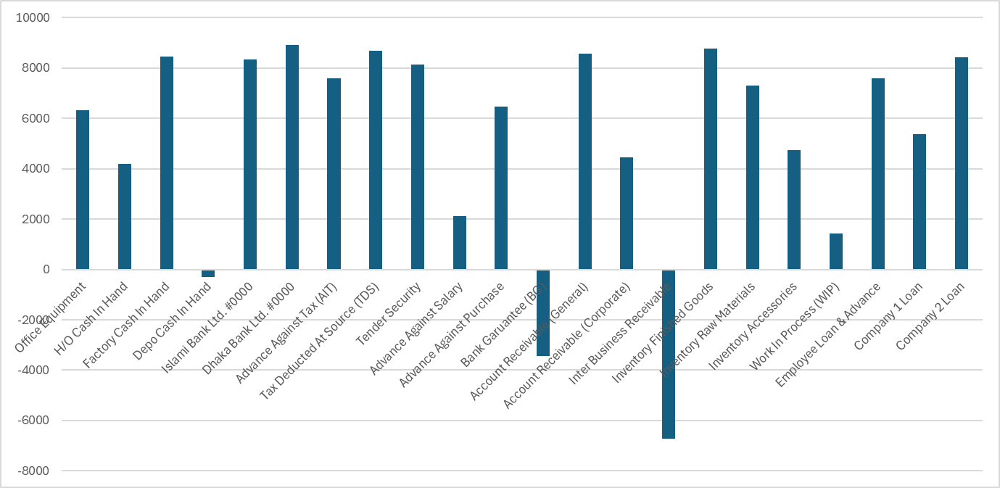 10000
8000
6000
4000
2000
0
-2000
-4000
-6000
-8000
Office Equipment
H/O Cash In Hand
Factory Cash In Hand
Depo Cash In Hand
Islami Bank Ltd. #0000
Dhaka Bank Ltd. #0000
Advance Against Tax (AIT)
Tax Deducted At Source (TDS)
Tender Security
Advance Against Salary
Advance Against Purchase
Bank Garuantee (BG)
Account Receivable (General)
Account Receivable (Corporate)
Inter Business Receivable
Inventory Finished Goods
Inventory Raw Materials
Inventory Accessories
Work In Process (WIP)
Employee Loan & Advance
Company 1 Loan
Company 2 Loan